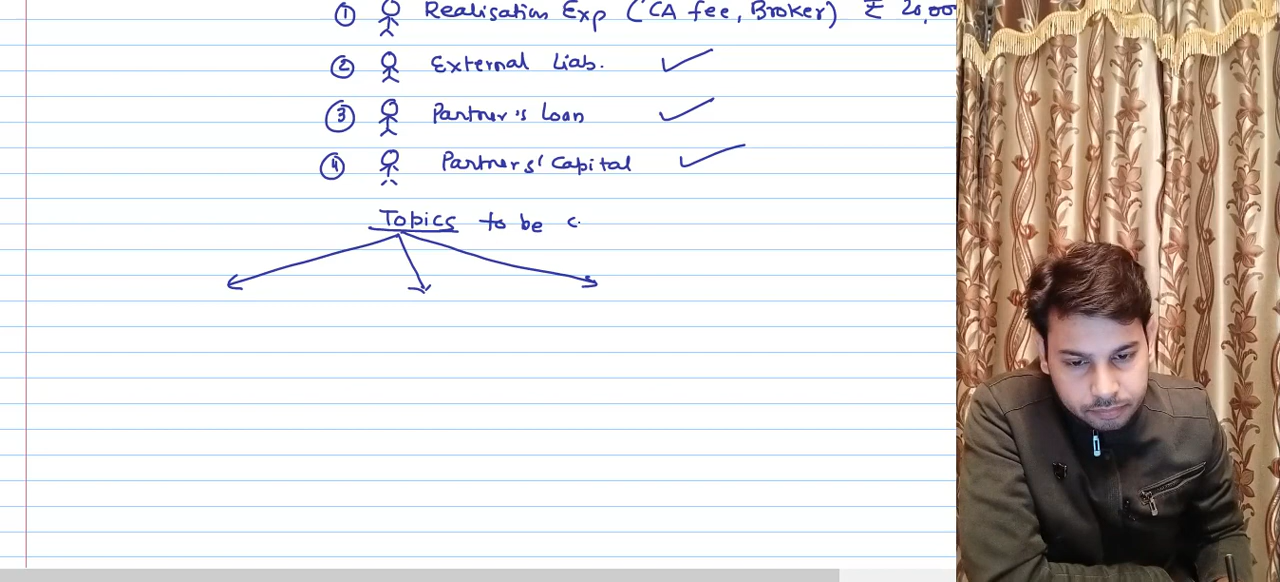 ① Realisation Exp (CA fee, Broker) ₹ 20,000
② External Liab.
③ Partner's Loan
④ Partners' Capital
Topics to be c